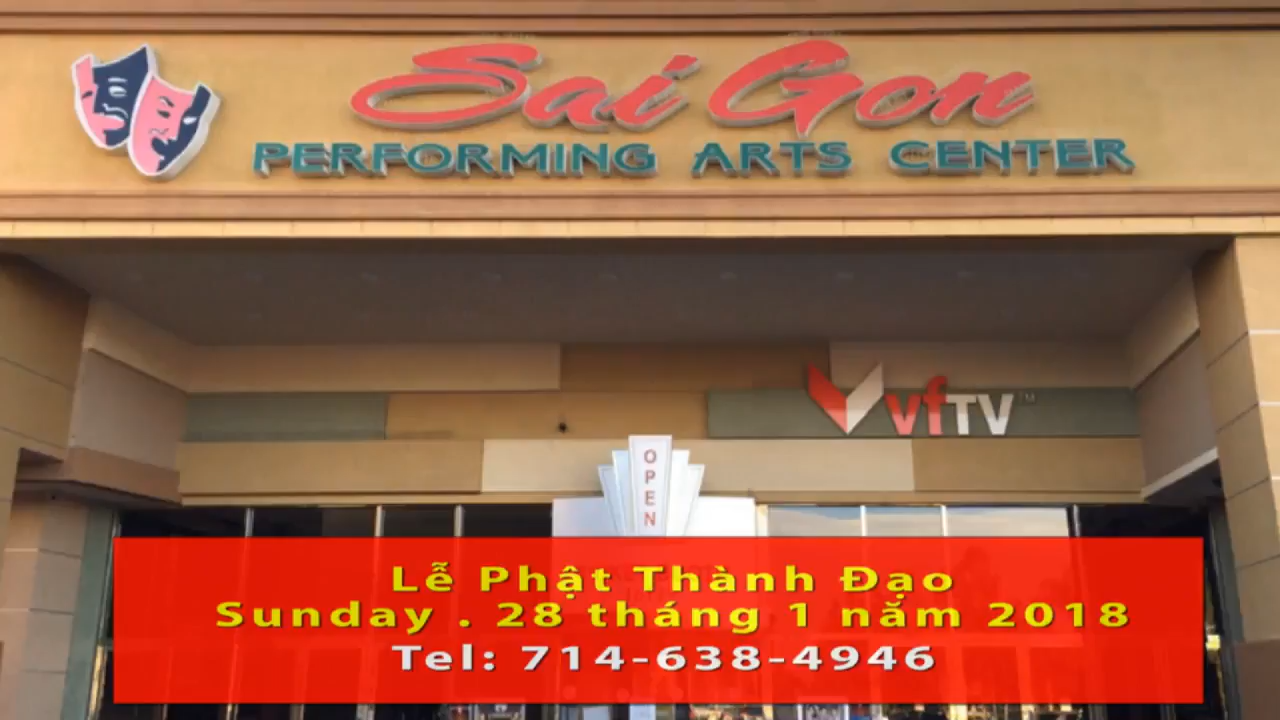 Sai Gon
PERFORMING ARTS CENTER
vfTV
OPEN
Lễ Phật Thành Đạo
Sunday . 28 tháng 1 năm 2018
Tel: 714-638-4946